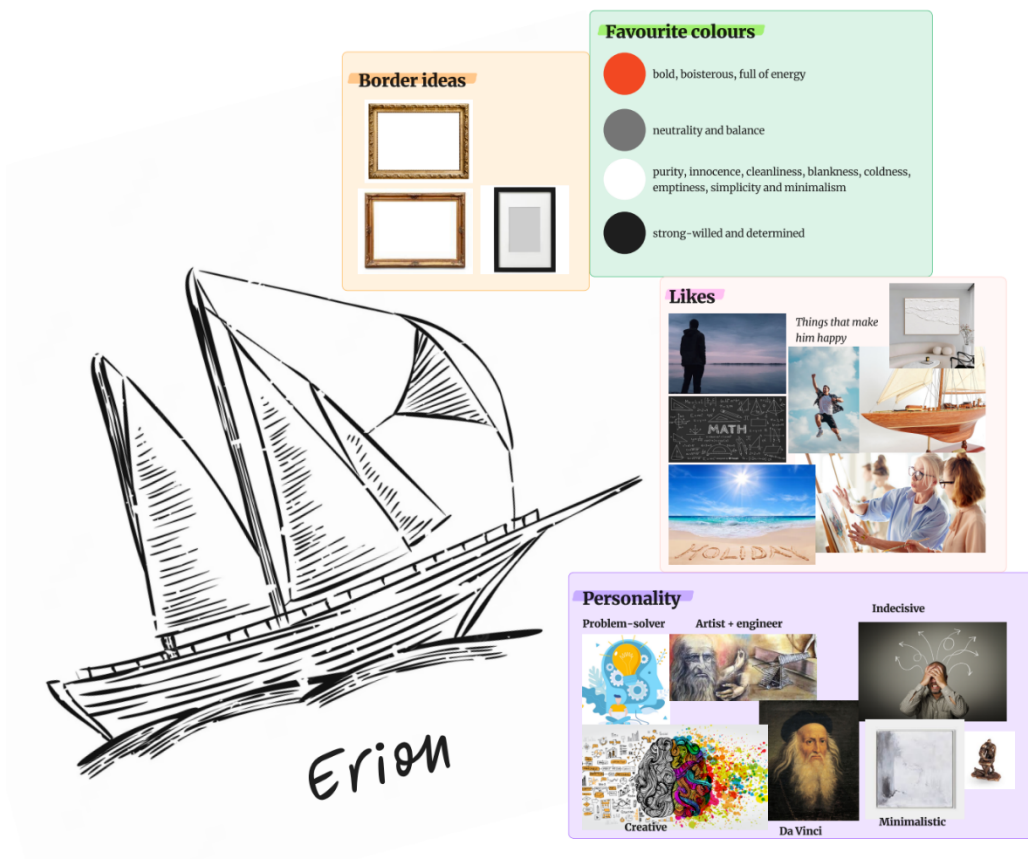 Border ideas
Favourite colours
bold, boisterous, full of energy
neutrality and balance
purity, innocence, cleanliness, blankness, coldness,
emptiness, simplicity and minimalism
strong-willed and determined
Likes
Things that make
him happy
MATH
HOLIDAY
Personality
Problem-solver
Artist + engineer
Indecisive
Creative
Da Vinci
Minimalistic
Erion